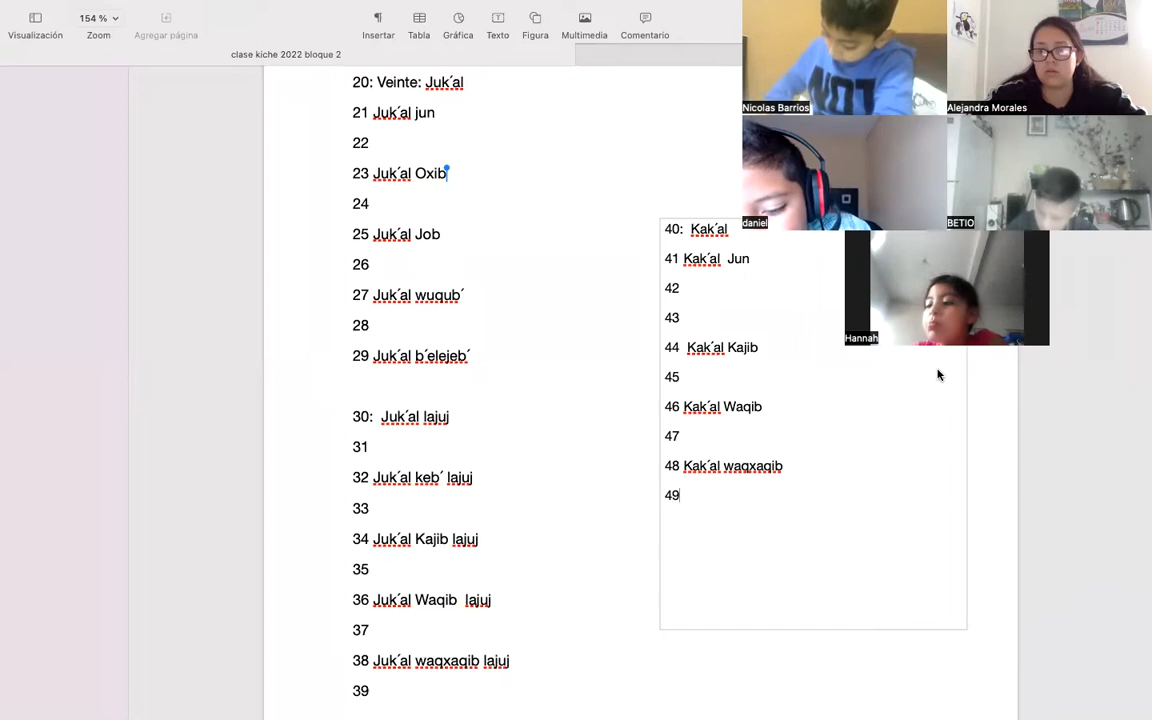 154 %
Visualización
Zoom
Agregar página
Insertar
Tabla
Gráfica
Texto
Figura
Multimedia
Comentario
clase kiche 2022 bloque 2
20: Veinte: Juk´al
21 Juk´al jun
22
23 Juk´al Oxib
24
25 Juk´al Job
26
27 Juk´al wuqub´
28
29 Juk´al b´elejeb´
30: Juk´al lajuj
31
32 Juk´al keb´ lajuj
33
34 Juk´al Kajib lajuj
35
36 Juk´al Waqib lajuj
37
38 Juk´al waqxaqib lajuj
39
40: Kak´al
41 Kak´al Jun
42
43
44 Kak´al Kajib
45
46 Kak´al Waqib
47
48 Kak´al waqxaqib
49
NOT
Nicolas Barrios
Alejandra Morales
daniel
BETIO
Hannah